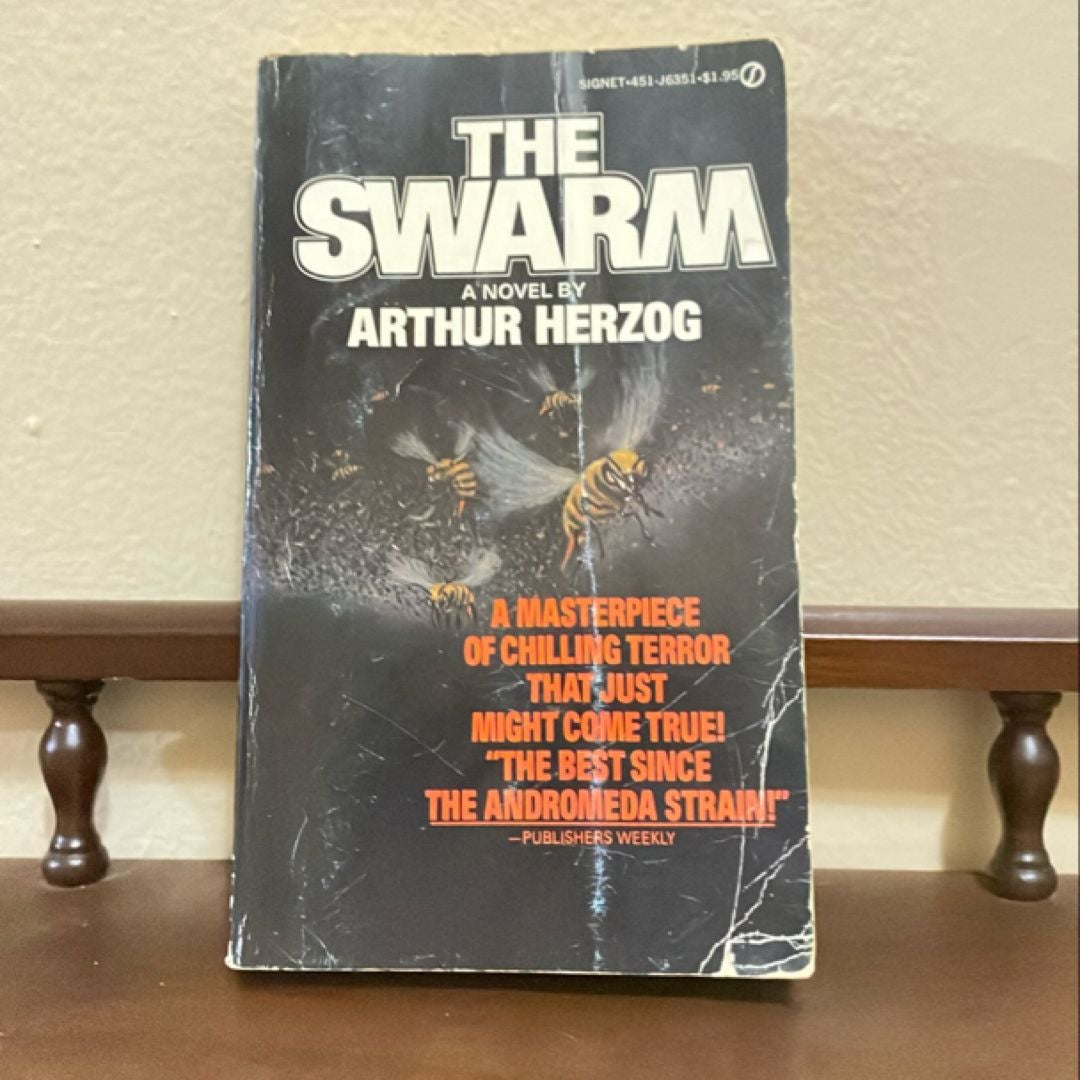 SIGNET•451-J6351•$1.95
THE
SWARM
A NOVEL BY
ARTHUR HERZOG
A MASTERPIECE
OF CHILLING TERROR
THAT JUST
MIGHT COME TRUE!
“THE BEST SINCE
THE ANDROMEDA STRAIN!”
—PUBLISHERS WEEKLY